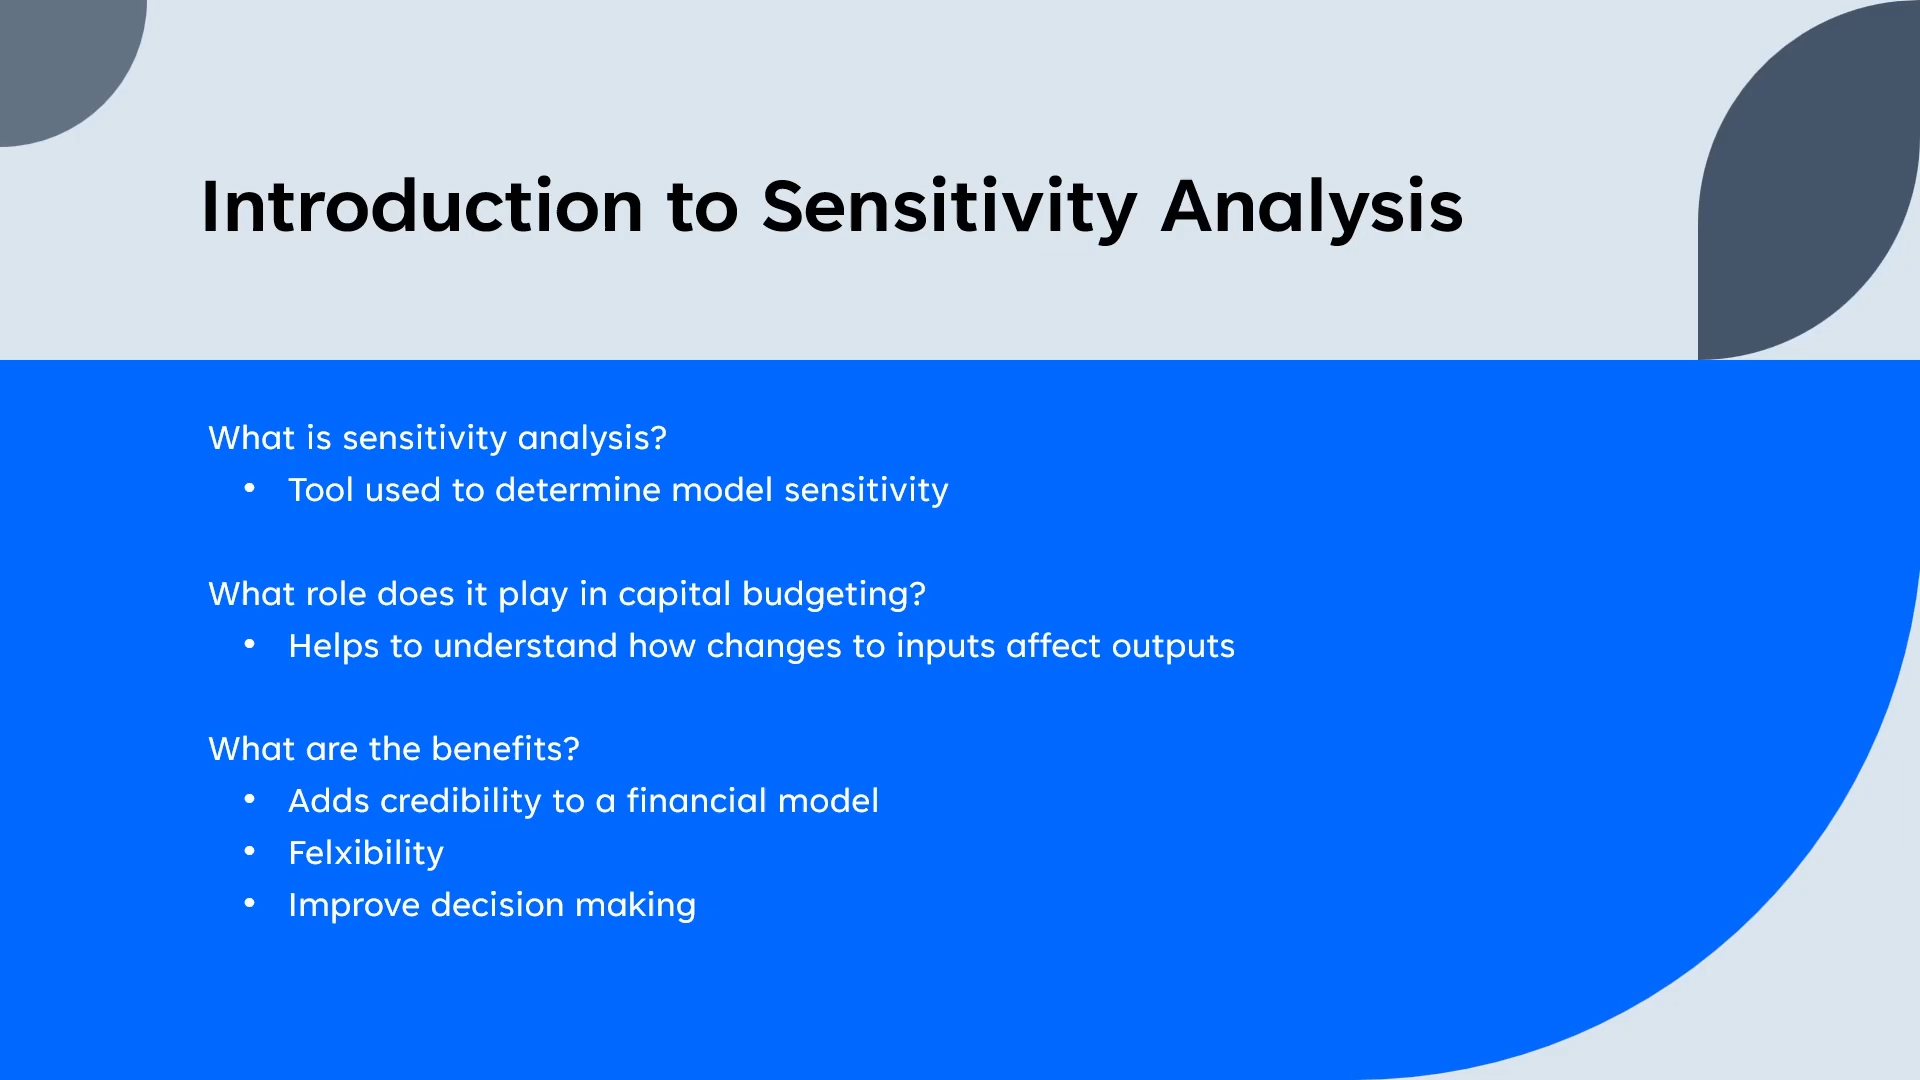 Introduction to Sensitivity Analysis
What is sensitivity analysis?
• Tool used to determine model sensitivity
What role does it play in capital budgeting?
• Helps to understand how changes to inputs affect outputs
What are the benefits?
• Adds credibility to a financial model
• Felxibility
• Improve decision making